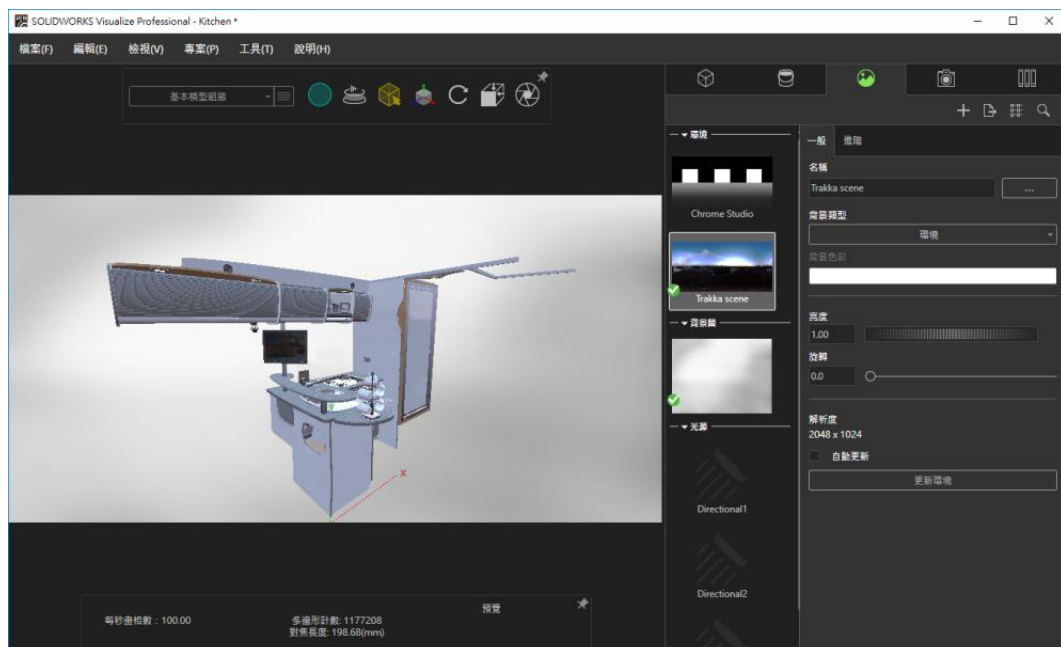 SOLIDWORKS Visualize Professional - Kitchen *
檔案(F) 編輯(E) 檢視(V) 專案(P) 工具(T) 說明(H)
基本模型組態
環境
Chrome Studio
Trakka scene
背景圖
光源
Directional1
Directional2
一般 進階
名稱
Trakka scene
...
背景類型
環境
背景色彩
亮度
1.00
旋轉
0.0
解析度
2048 x 1024
自動更新
更新環境
X
預覽
每秒畫格數：100.00
多邊形計數: 1177208
對焦長度: 198.68(mm)